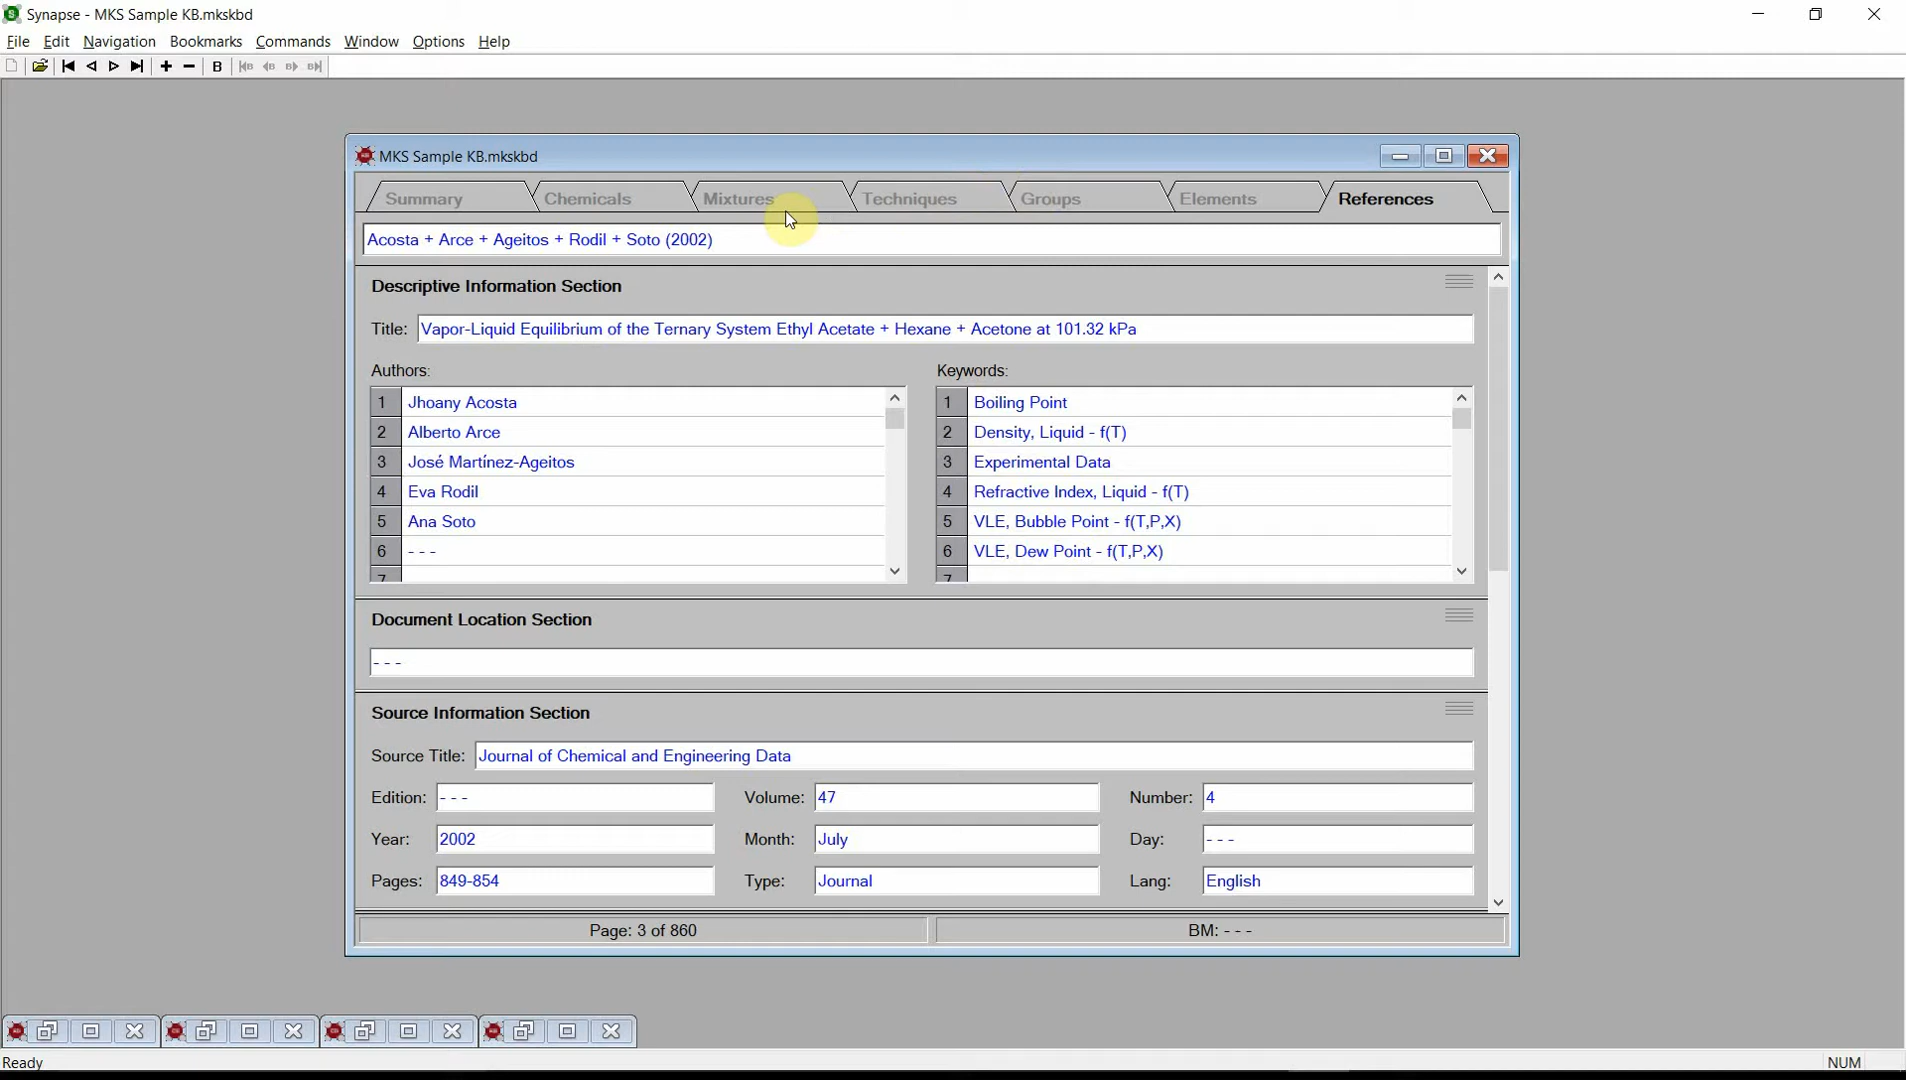 Synapse - MKS Sample KB.mkskbd
File Edit Navigation Bookmarks Commands Window Options Help
B
MKS Sample KB.mkskbd
Summary Chemicals Mixtures Techniques Groups Elements References
Acosta + Arce + Ageitos + Rodil + Soto (2002)
Descriptive Information Section
Title: Vapor-Liquid Equilibrium of the Ternary System Ethyl Acetate + Hexane + Acetone at 101.32 kPa
Authors: Keywords:
1 Jhoany Acosta 1 Boiling Point
2 Alberto Arce 2 Density, Liquid - f(T)
3 José Martínez-Ageitos 3 Experimental Data
4 Eva Rodil 4 Refractive Index, Liquid - f(T)
5 Ana Soto 5 VLE, Bubble Point - f(T,P,X)
6 - - - 6 VLE, Dew Point - f(T,P,X)
7 7
Document Location Section
- - -
Source Information Section
Source Title: Journal of Chemical and Engineering Data
Edition: - - - Volume: 47 Number: 4
Year: 2002 Month: July Day: - - -
Pages: 849-854 Type: Journal Lang: English
Page: 3 of 860 BM: - - -
Ready NUM